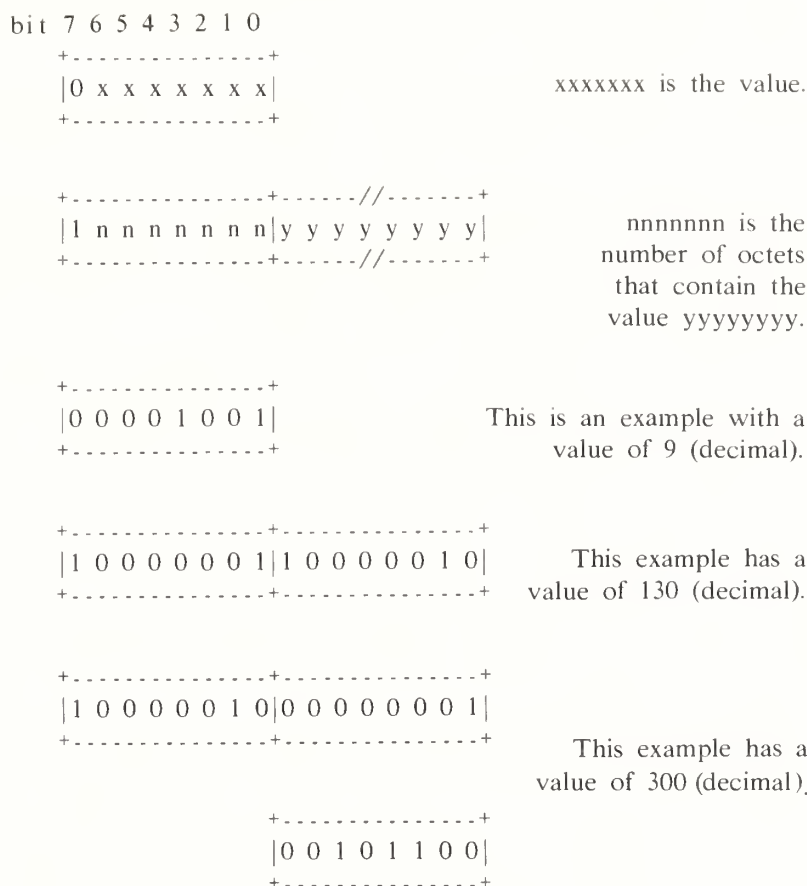 bit 7 6 5 4 3 2 1 0
+---------------+
|0 x x x x x x x| xxxxxxx is the value.
+---------------+
+---------------+------//-------+
|1 n n n n n n n|y y y y y y y y| nnnnnnn is the
+---------------+------//-------+ number of octets
that contain the
value yyyyyyyy.
+---------------+
|0 0 0 0 1 0 0 1| This is an example with a
+---------------+ value of 9 (decimal).
+---------------+---------------+
|1 0 0 0 0 0 0 1|1 0 0 0 0 0 1 0| This example has a
+---------------+---------------+ value of 130 (decimal).
+---------------+---------------+
|1 0 0 0 0 0 1 0|0 0 0 0 0 0 0 1|
+---------------+---------------+ This example has a
value of 300 (decimal).
+---------------+
|0 0 1 0 1 1 0 0|
+---------------+